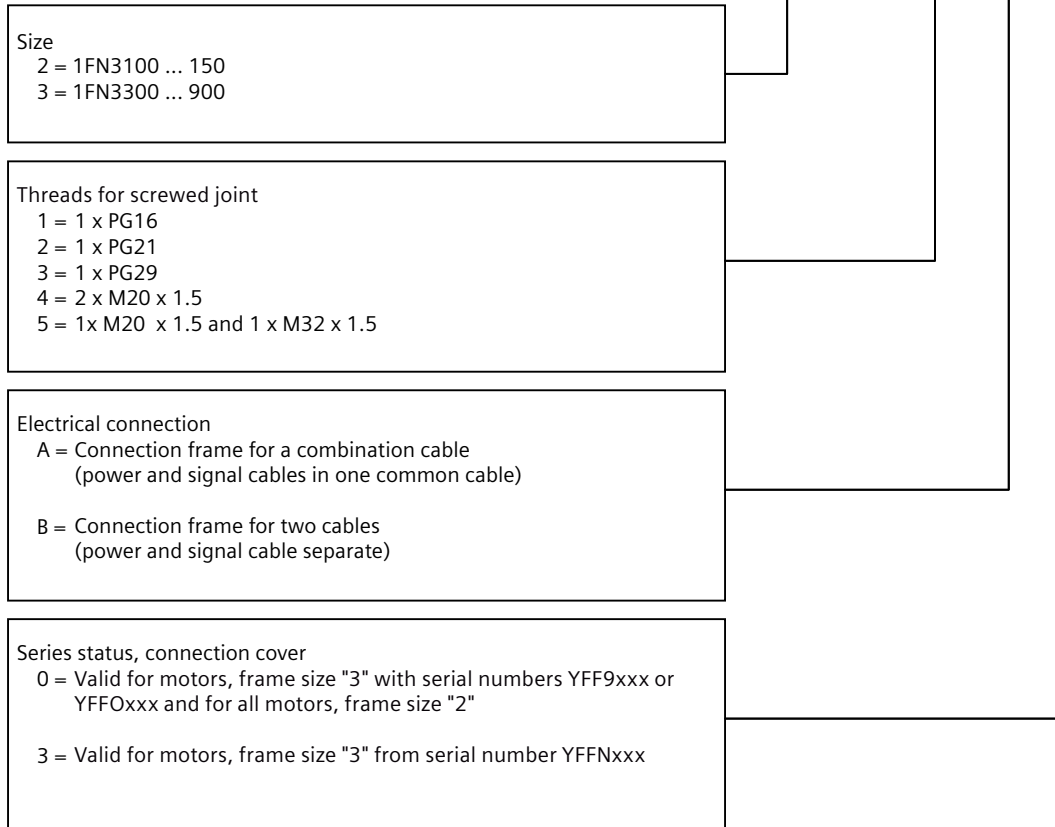 Size
2 = 1FN3100 ... 150
3 = 1FN3300 ... 900
Threads for screwed joint
1 = 1 x PG16
2 = 1 x PG21
3 = 1 x PG29
4 = 2 x M20 x 1.5
5 = 1x M20  x 1.5 and 1 x M32 x 1.5
Electrical connection
A = Connection frame for a combination cable
(power and signal cables in one common cable)
B = Connection frame for two cables
(power and signal cable separate)
Series status, connection cover
0 = Valid for motors, frame size "3" with serial numbers YFF9xxx or
YFFOxxx and for all motors, frame size "2"
3 = Valid for motors, frame size "3" from serial number YFFNxxx